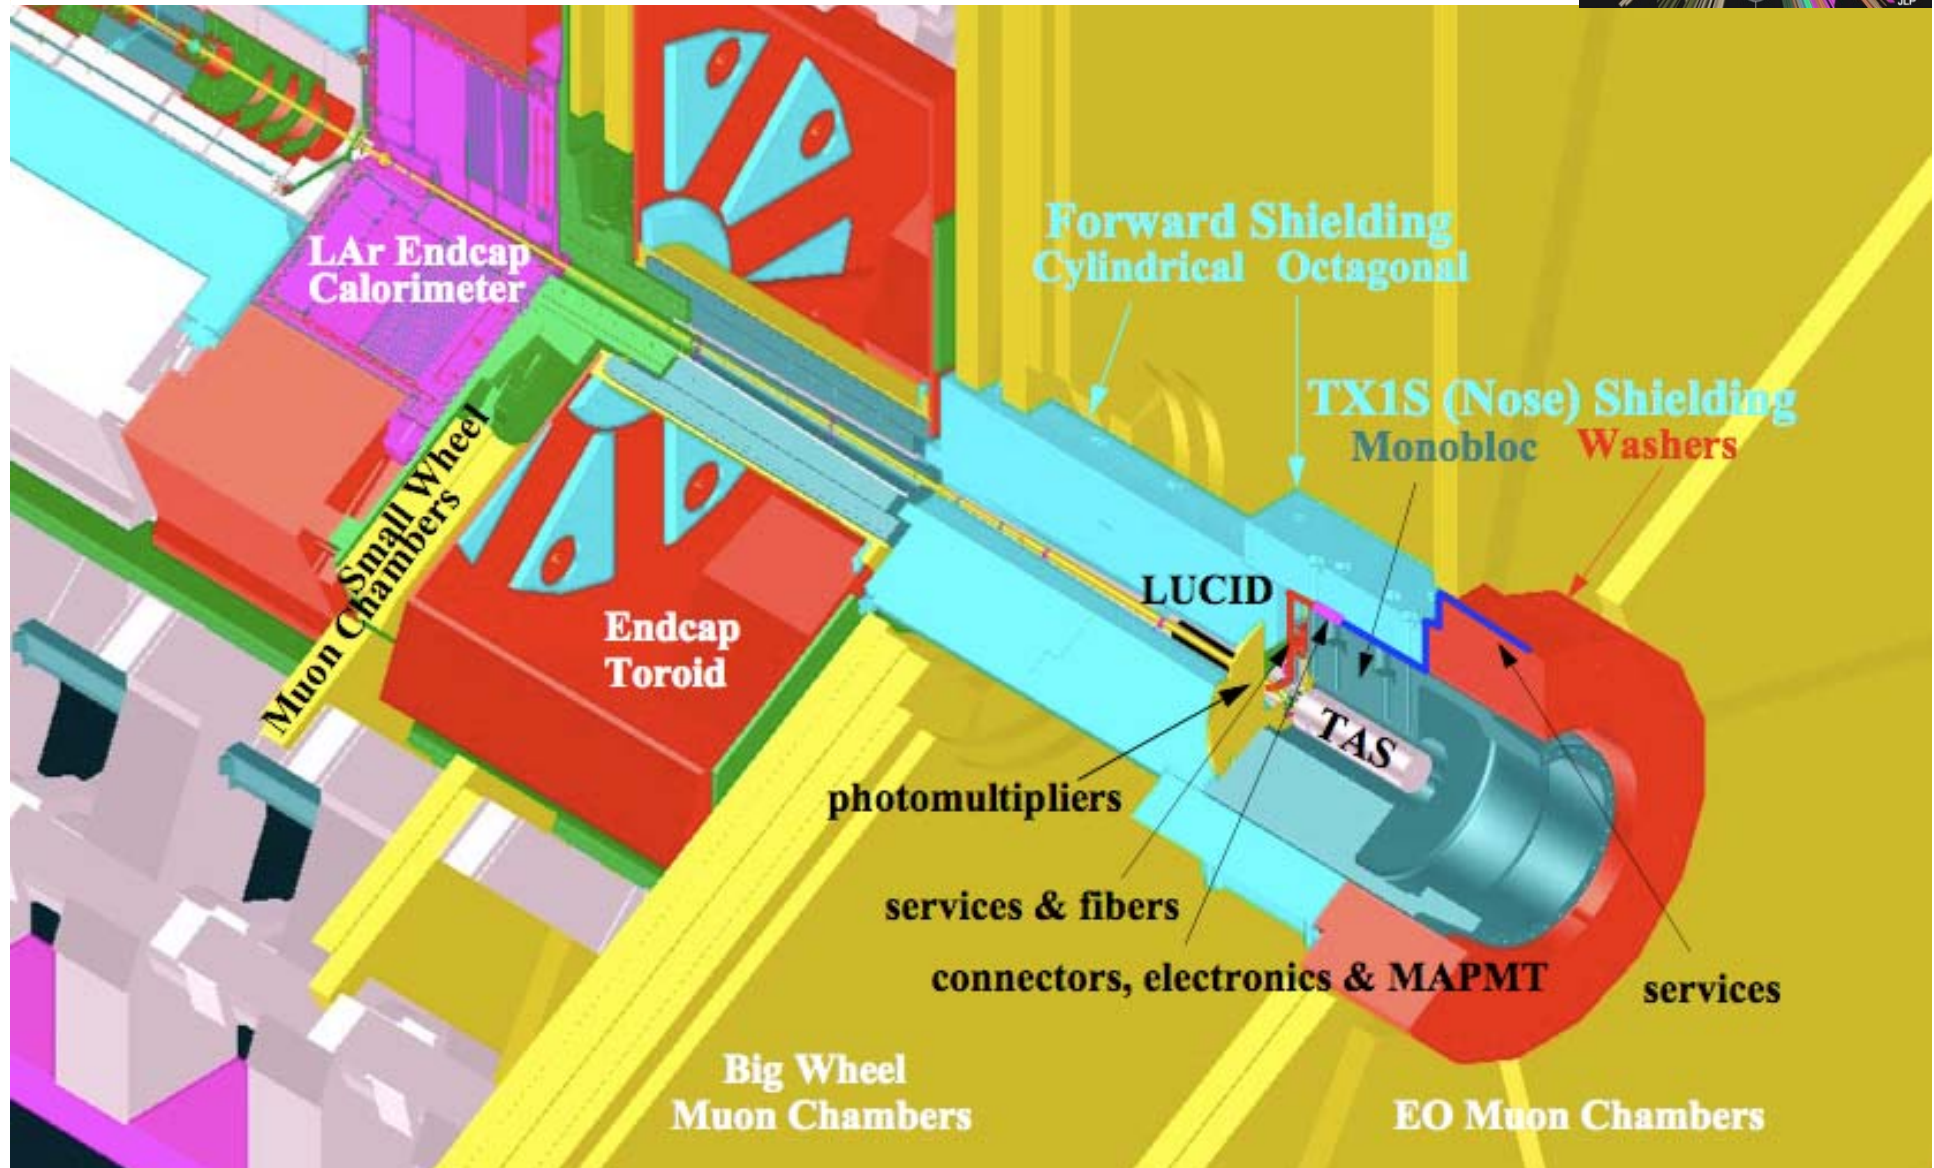 JLP
Forward Shielding
Cylindrical Octagonal
LAr Endcap
Calorimeter
TX1S (Nose) Shielding
Monobloc Washers
Small Wheel
Muon Chambers
LUCID
Endcap
Toroid
TAS
photomultipliers
services & fibers
connectors, electronics & MAPMT
services
Big Wheel
Muon Chambers
EO Muon Chambers